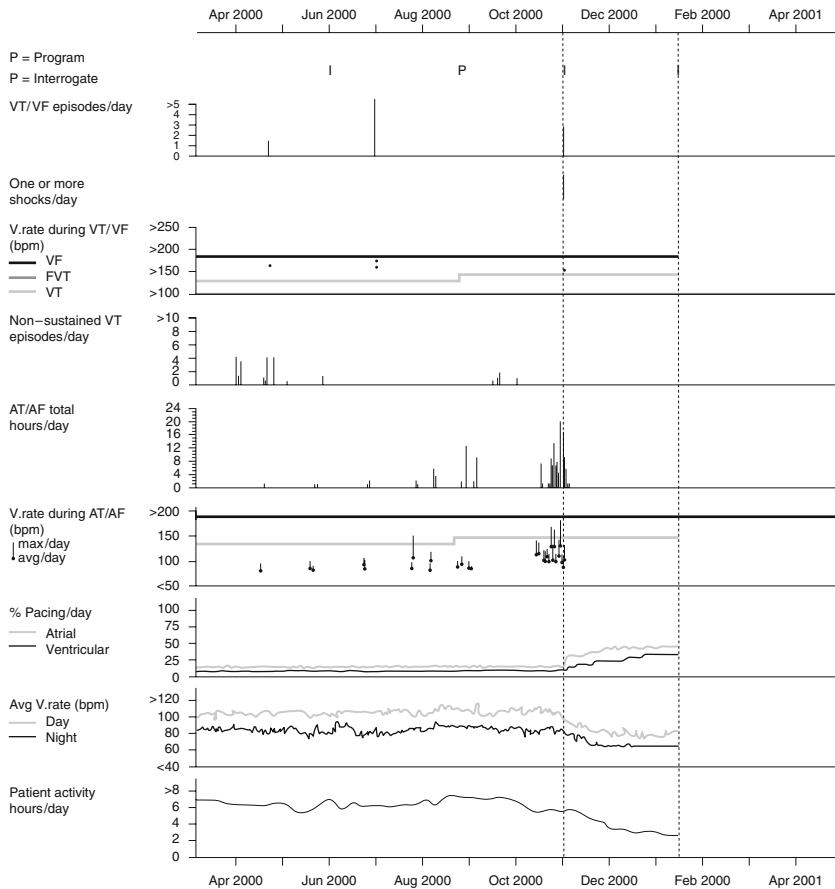 Apr 2000 Jun 2000 Aug 2000 Oct 2000 Dec 2000 Feb 2000 Apr 2001
P = Program
P = Interrogate
I P I I
VT/VF episodes/day
>5
4
3
2
1
0
One or more
shocks/day
V.rate during VT/VF
(bpm)
VF
FVT
VT
>250
>200
>150
>100
Non–sustained VT
episodes/day
>10
8
6
4
2
0
AT/AF total
hours/day
24
20
16
12
8
4
0
V.rate during AT/AF
(bpm)
max/day
avg/day
>200
150
100
<50
% Pacing/day
Atrial
Ventricular
100
75
50
25
0
Avg V.rate (bpm)
Day
Night
>120
100
80
60
<40
Patient activity
hours/day
>8
6
4
2
0
Apr 2000 Jun 2000 Aug 2000 Oct 2000 Dec 2000 Feb 2000 Apr 2001